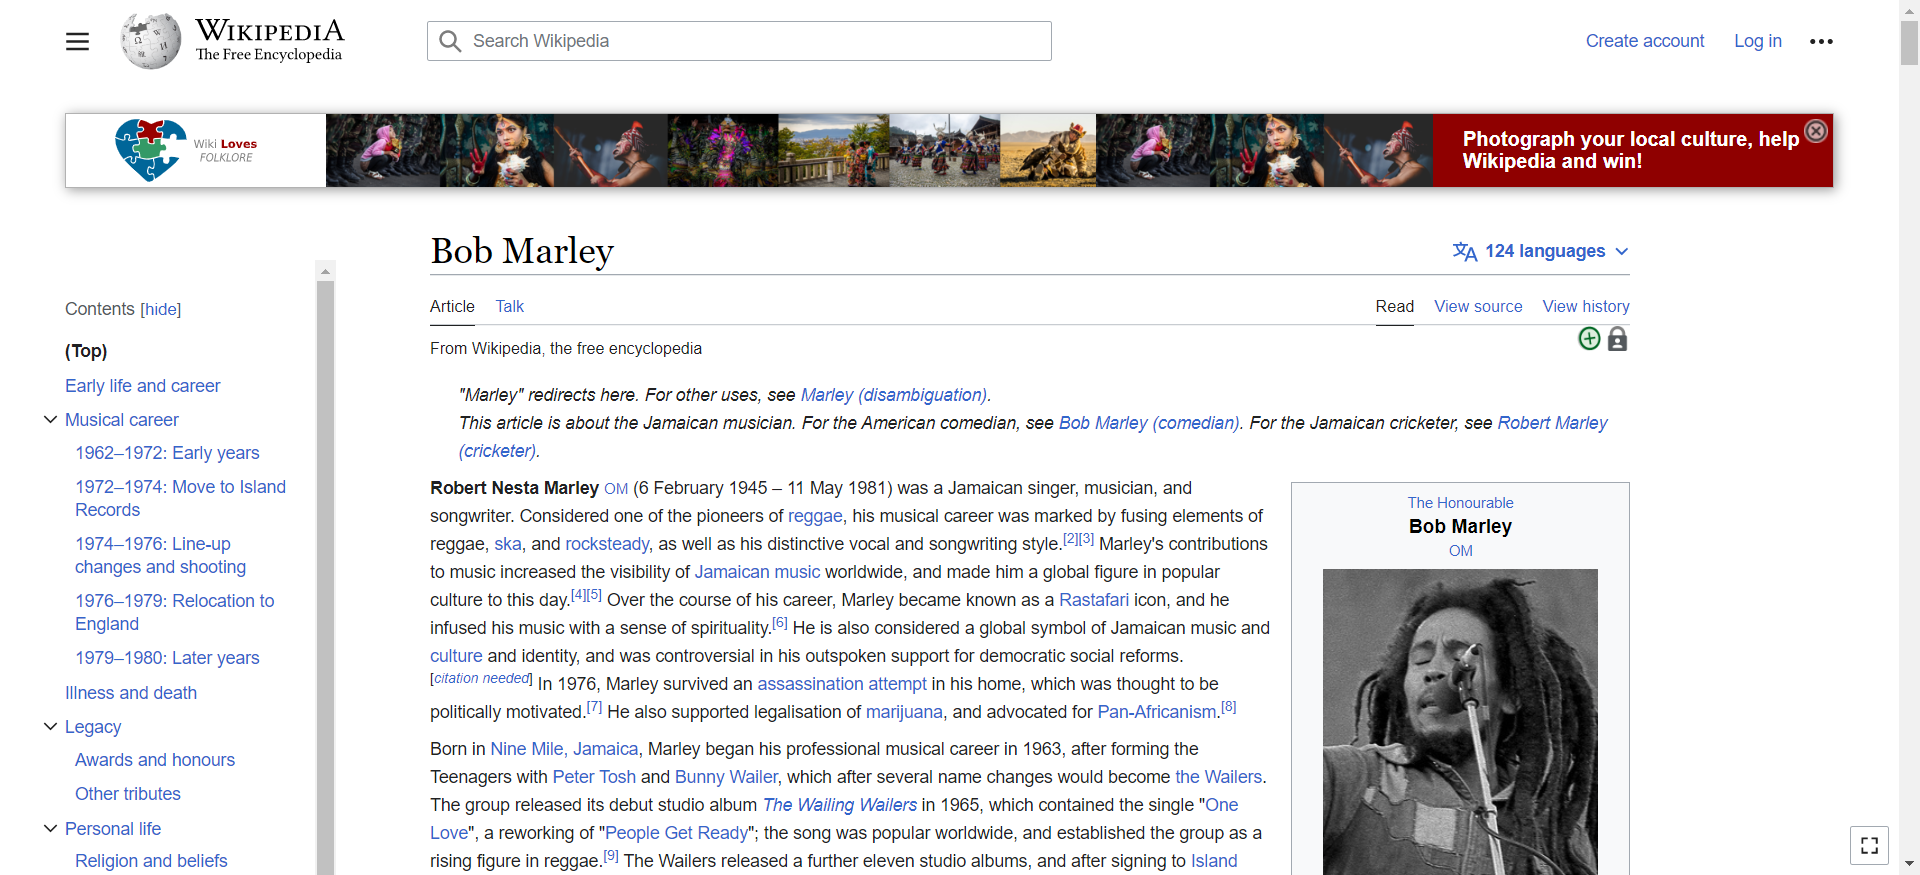 WIKIPEDIA
The Free Encyclopedia
Search Wikipedia
Create account
Log in
Wiki Loves
FOLKLORE
Photograph your local culture, help
Wikipedia and win!
Bob Marley
124 languages
Contents [hide]
(Top)
Early life and career
Musical career
1962–1972: Early years
1972–1974: Move to Island
Records
1974–1976: Line-up
changes and shooting
1976–1979: Relocation to
England
1979–1980: Later years
Illness and death
Legacy
Awards and honours
Other tributes
Personal life
Religion and beliefs
Article
Talk
Read
View source
View history
From Wikipedia, the free encyclopedia
"Marley" redirects here. For other uses, see Marley (disambiguation).
This article is about the Jamaican musician. For the American comedian, see Bob Marley (comedian). For the Jamaican cricketer, see Robert Marley
(cricketer).
Robert Nesta Marley OM (6 February 1945 – 11 May 1981) was a Jamaican singer, musician, and
songwriter. Considered one of the pioneers of reggae, his musical career was marked by fusing elements of
reggae, ska, and rocksteady, as well as his distinctive vocal and songwriting style.[2][3] Marley's contributions
to music increased the visibility of Jamaican music worldwide, and made him a global figure in popular
culture to this day.[4][5] Over the course of his career, Marley became known as a Rastafari icon, and he
infused his music with a sense of spirituality.[6] He is also considered a global symbol of Jamaican music and
culture and identity, and was controversial in his outspoken support for democratic social reforms.
[citation needed] In 1976, Marley survived an assassination attempt in his home, which was thought to be
politically motivated.[7] He also supported legalisation of marijuana, and advocated for Pan-Africanism.[8]
Born in Nine Mile, Jamaica, Marley began his professional musical career in 1963, after forming the
Teenagers with Peter Tosh and Bunny Wailer, which after several name changes would become the Wailers.
The group released its debut studio album The Wailing Wailers in 1965, which contained the single "One
Love", a reworking of "People Get Ready"; the song was popular worldwide, and established the group as a
rising figure in reggae.[9] The Wailers released a further eleven studio albums, and after signing to Island
The Honourable
Bob Marley
OM